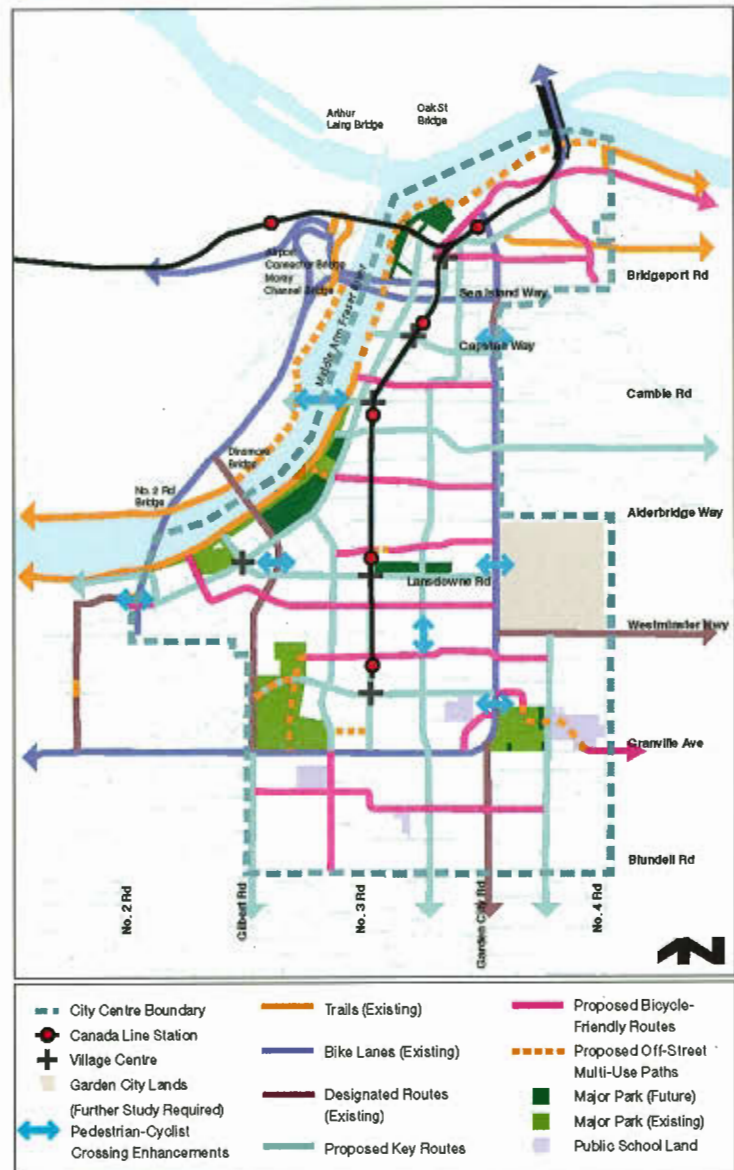 Arthur
Laing Bridge
Oak St
Bridge
Airport
Connector Bridge
Moray
Channel Bridge
Middle Arm Fraser River
Bridgeport Rd
Sea Island Way
Capstan Way
Cambie Rd
Dinsmore
Bridge
No. 2 Rd
Bridge
Alderbridge Way
Lansdowne Rd
Westminster Hwy
Granville Ave
Blundell Rd
No. 2 Rd
Gilbert Rd
No. 3 Rd
Garden City Rd
No. 4 Rd
N
City Centre Boundary
Canada Line Station
Village Centre
Garden City Lands
(Further Study Required)
Pedestrian-Cyclist
Crossing Enhancements
Trails (Existing)
Bike Lanes (Existing)
Designated Routes
(Existing)
Proposed Key Routes
Proposed Bicycle-
Friendly Routes
Proposed Off-Street
Multi-Use Paths
Major Park (Future)
Major Park (Existing)
Public School Land